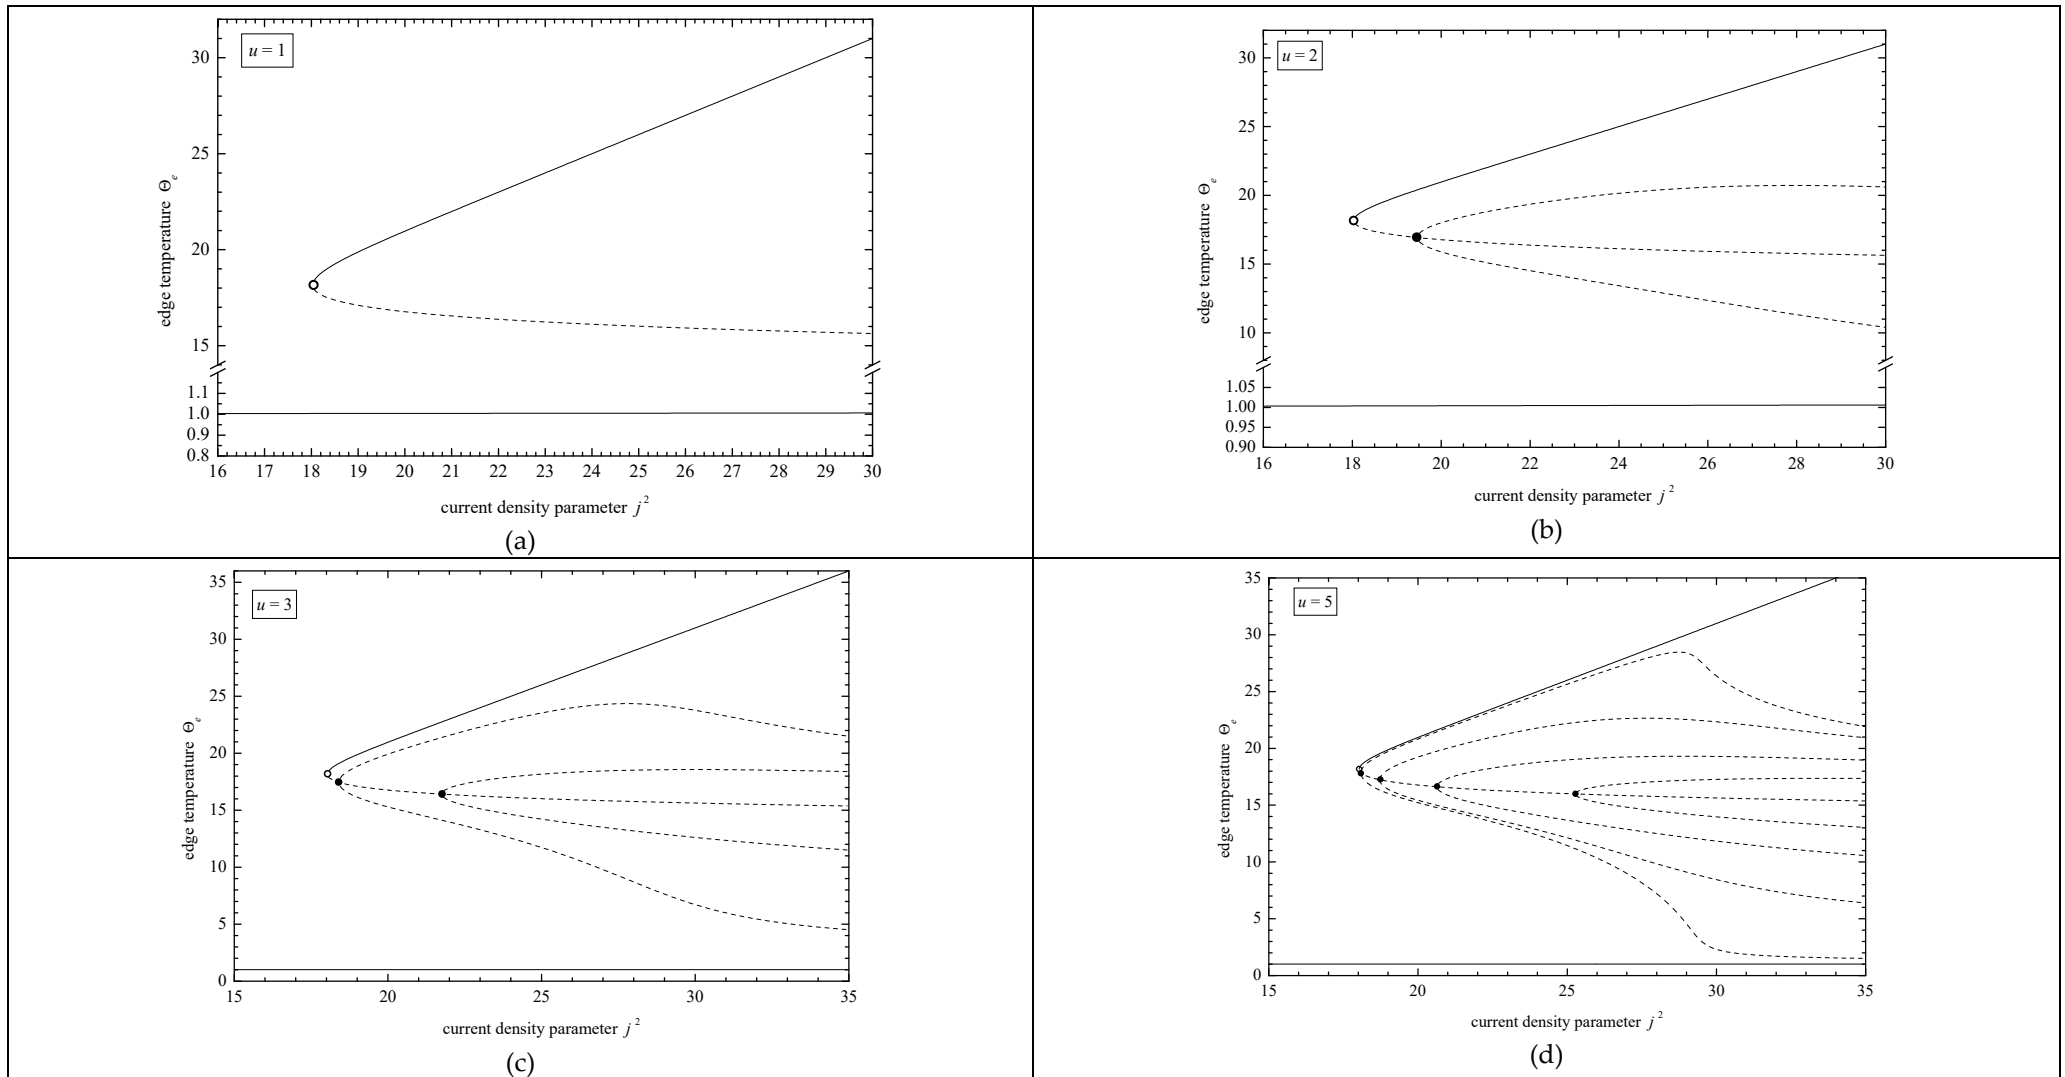 u = 1
30
25
20
15
1.1
1.0
0.9
0.8
edge temperature Θe
16 17 18 19 20 21 22 23 24 25 26 27 28 29 30
current density parameter j 2
(a)
u = 2
30
25
20
15
10
1.05
1.00
0.95
0.90
edge temperature Θe
16 18 20 22 24 26 28 30
current density parameter j 2
(b)
u = 3
35
30
25
20
15
10
5
0
edge temperature Θe
15 20 25 30 35
current density parameter j 2
(c)
u = 5
35
30
25
20
15
10
5
0
edge temperature Θe
15 20 25 30 35
current density parameter j 2
(d)